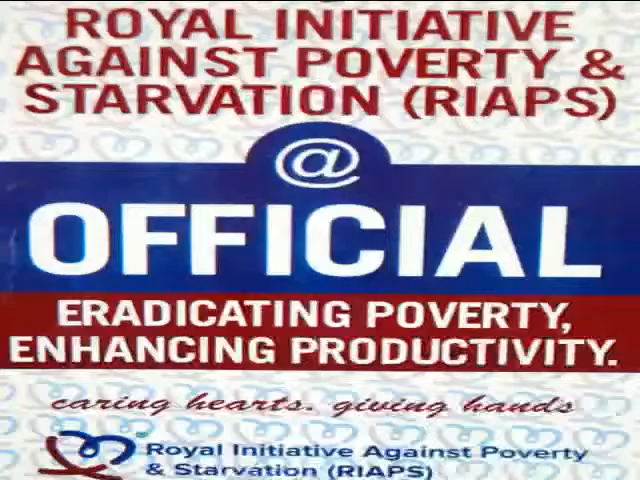 ROYAL INITIATIVE
AGAINST POVERTY &
STARVATION (RIAPS)
@
OFFICIAL
ERADICATING POVERTY,
ENHANCING PRODUCTIVITY.
caring hearts. giving hands
Royal Initiative Against Poverty
& Starvation (RIAPS)